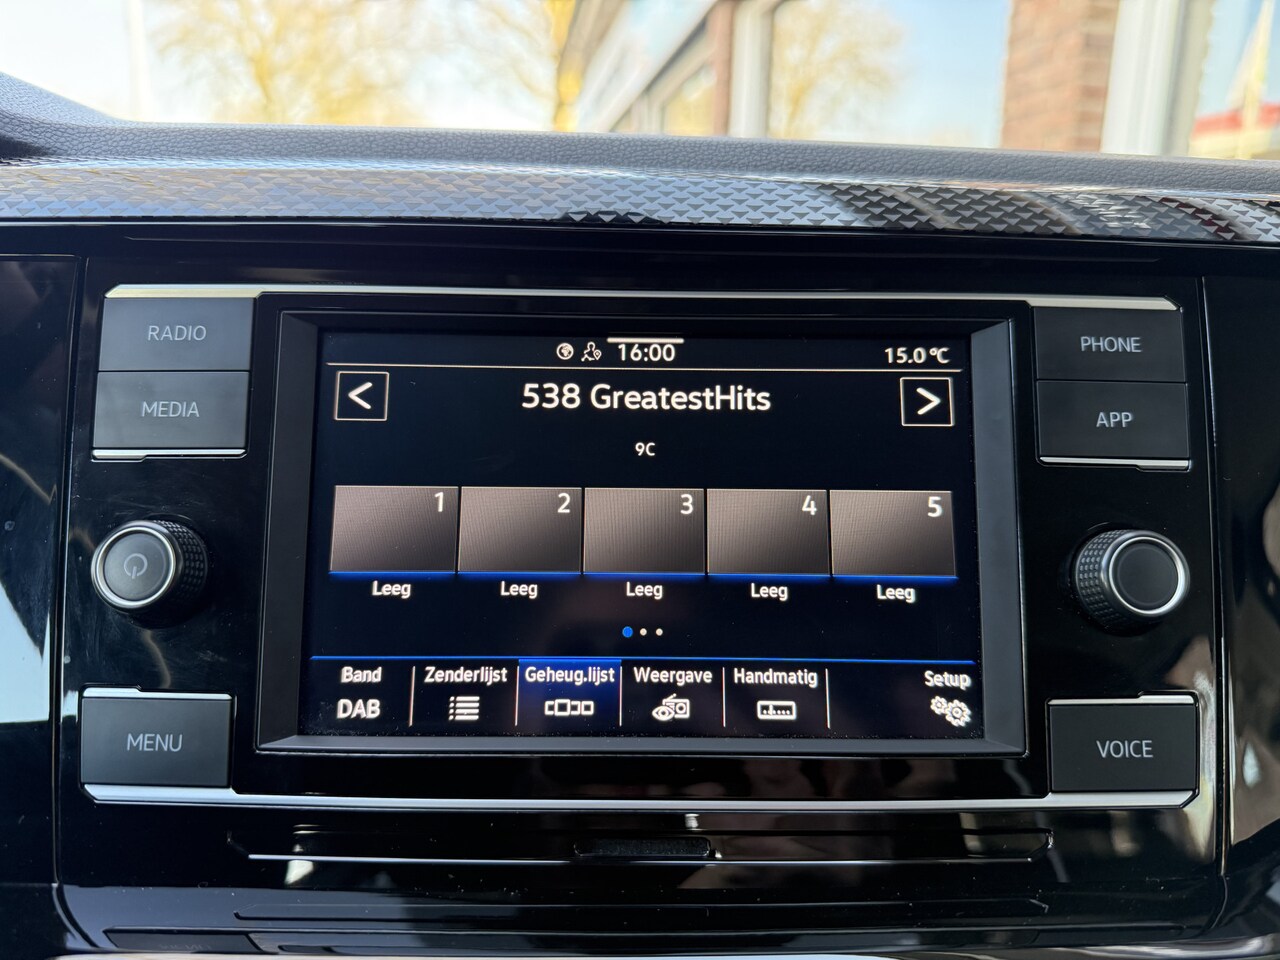 RADIO
MEDIA
MENU
16:00
15.0 °C
<
538 GreatestHits
>
9C
1
2
3
4
5
Leeg
Leeg
Leeg
Leeg
Leeg
Band
DAB
Zenderlijst
Geheug.lijst
Weergave
Handmatig
Setup
PHONE
APP
VOICE